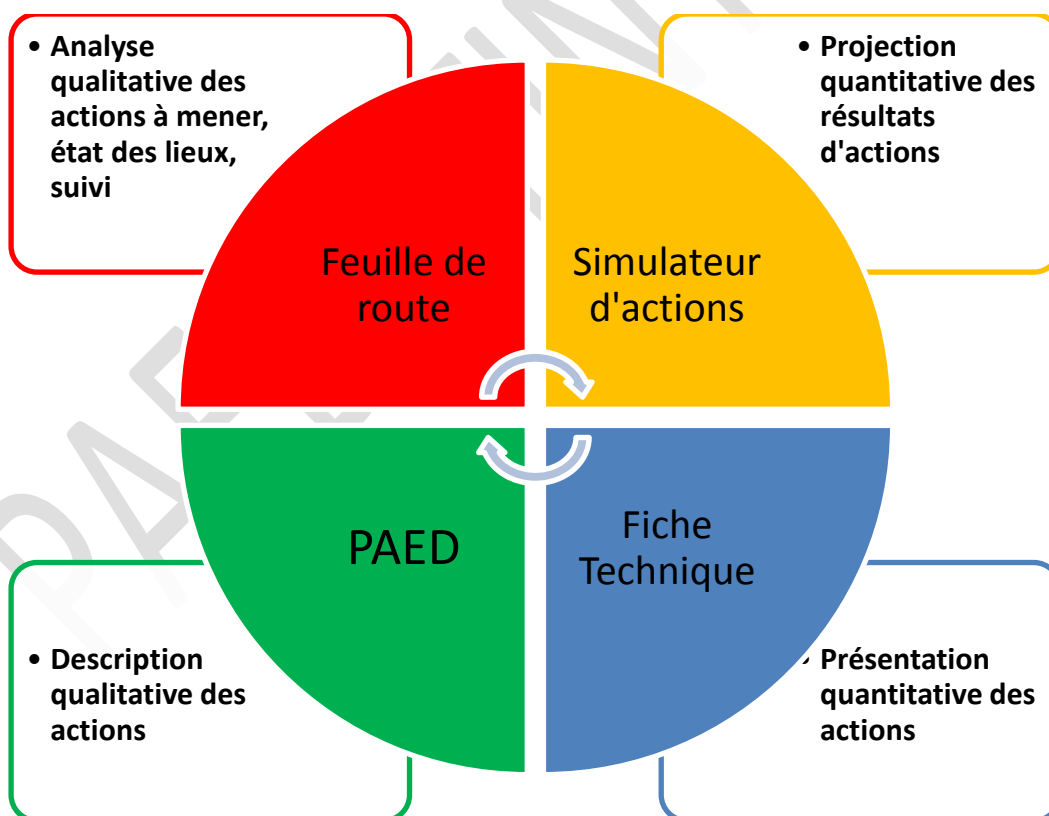 • Analyse
qualitative des
actions à mener,
état des lieux,
suivi
• Projection
quantitative des
résultats
d'actions
Feuille de
route
Simulateur
d'actions
PAED
Fiche
Technique
• Description
qualitative des
actions
• Présentation
quantitative des
actions